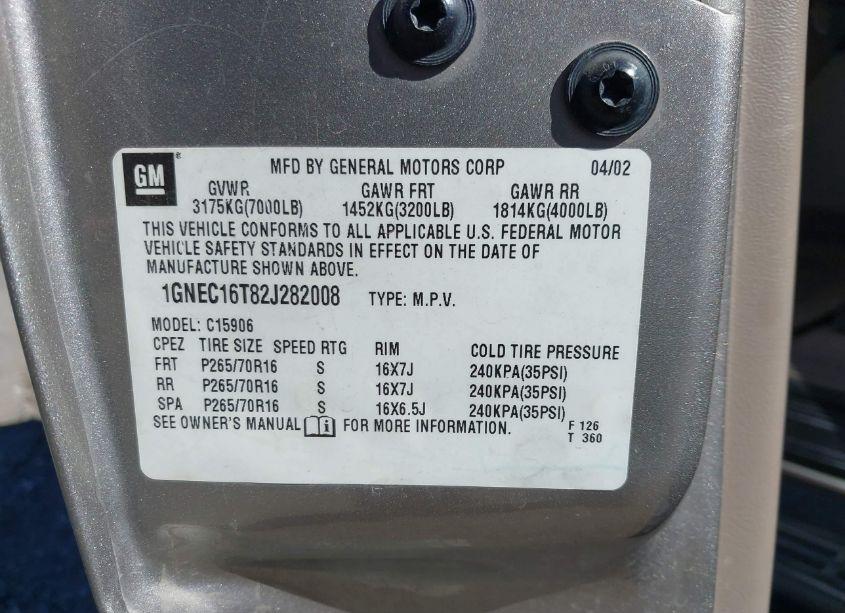 GM ®
MFD BY GENERAL MOTORS CORP 04/02
GVWR GAWR FRT GAWR RR
3175KG(7000LB) 1452KG(3200LB) 1814KG(4000LB)
THIS VEHICLE CONFORMS TO ALL APPLICABLE U.S. FEDERAL MOTOR
VEHICLE SAFETY STANDARDS IN EFFECT ON THE DATE OF
MANUFACTURE SHOWN ABOVE.
1GNEC16T82J282008 TYPE: M.P.V.
MODEL: C15906
CPEZ TIRE SIZE SPEED RTG RIM COLD TIRE PRESSURE
FRT P265/70R16 S 16X7J 240KPA(35PSI)
RR P265/70R16 S 16X7J 240KPA(35PSI)
SPA P265/70R16 S 16X6.5J 240KPA(35PSI)
SEE OWNER'S MANUAL i FOR MORE INFORMATION.
F 126
T 360